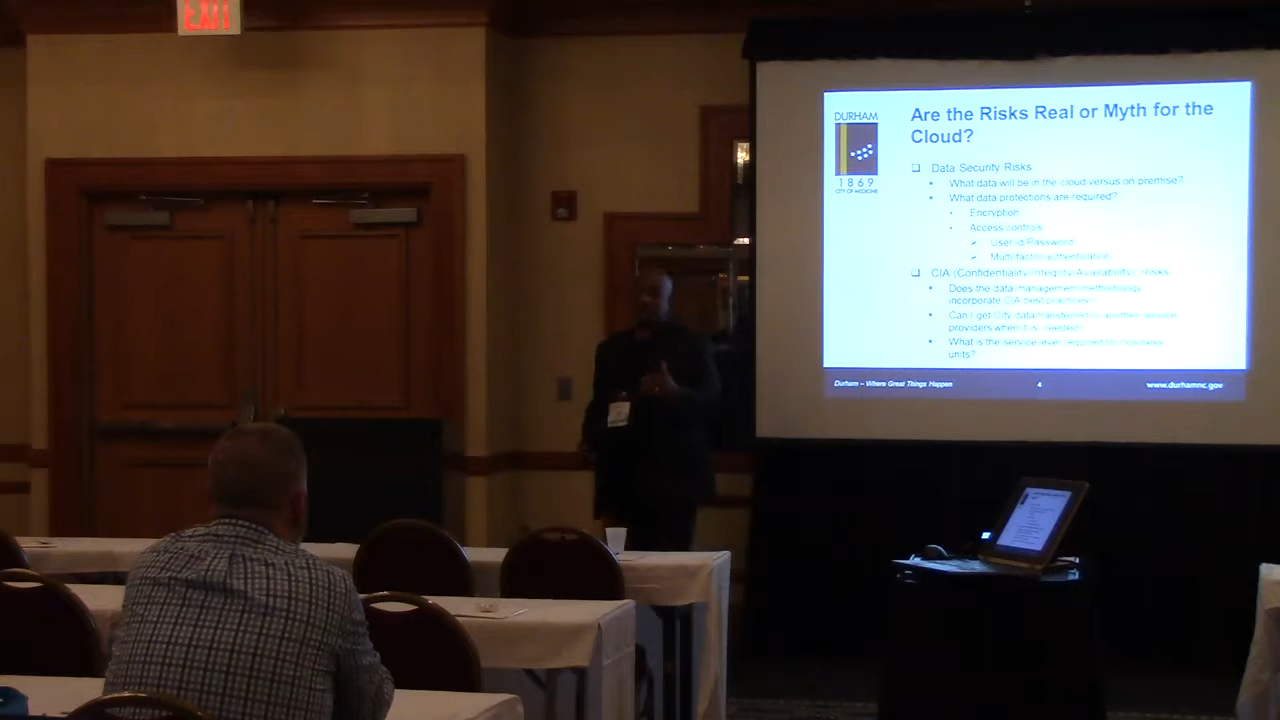 EXIT
DURHAM
1869
CITY OF MEDICINE
Are the Risks Real or Myth for the
Cloud?
Data Security Risks
What data will be in the cloud versus on premise?
What data protections are required?
Encryption
Access controls
User id/Password
Multi-factor authentication
CIA (Confidentiality Integrity Availability) Risks
Does the data management methodology
incorporate CIA best practices?
Can I get City data transferred to another service
providers when it is needed?
What is the service level required for business
units?
Durham – Where Great Things Happen
4
www.durhamnc.gov